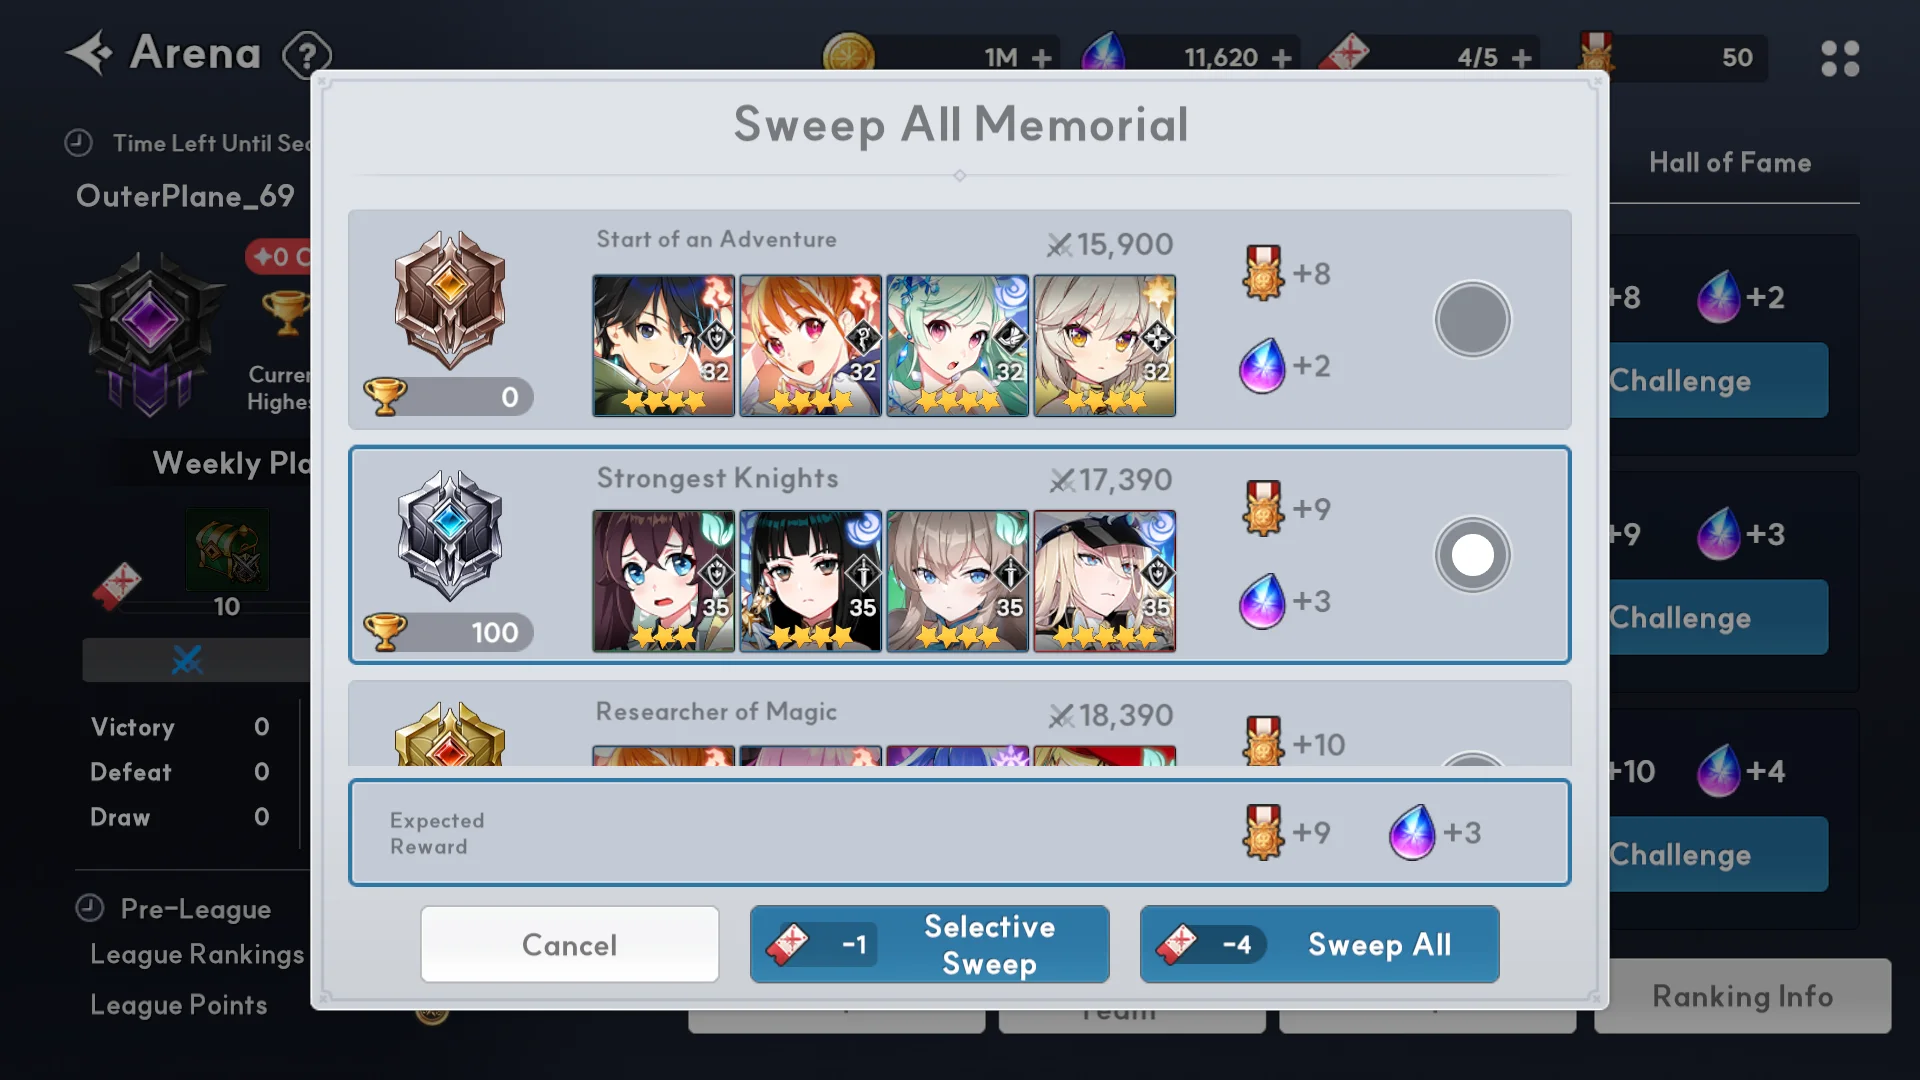 Arena
?
1M +
11,620 +
4/5 +
50
Time Left Until Sea
OuterPlane_69
+0
Sweep All Memorial
Hall of Fame
Start of an Adventure
15,900
32
32
32
32
0
+8
+2
+8
+2
Challenge
Curren
Highes
Weekly Pla
10
Strongest Knights
17,390
35
35
35
35
100
+9
+3
+9
+3
Challenge
Victory 0
Defeat 0
Draw 0
Researcher of Magic
18,390
+10
+10
+4
Challenge
Expected
Reward
+9
+3
Pre-League
League Rankings
League Points
Cancel
-1
Selective
Sweep
-4
Sweep All
Team
Ranking Info